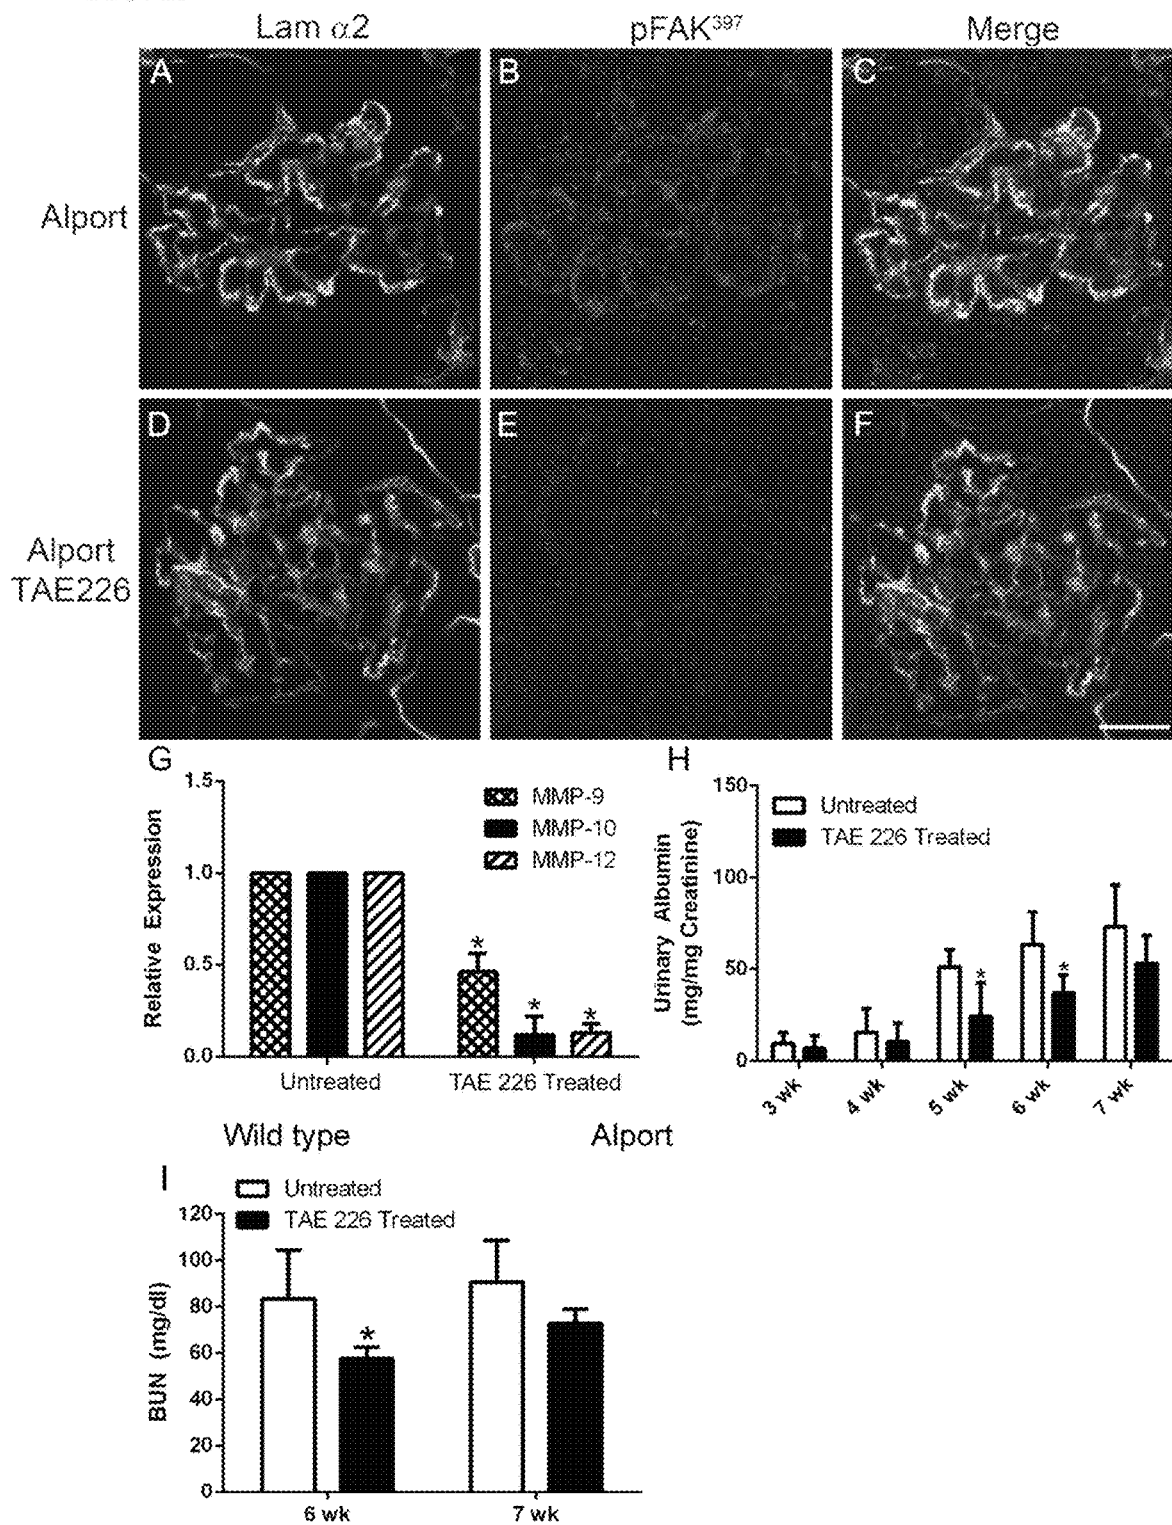 Lam α2 pFAK³⁹⁷ Merge
A B C
Alport
D E F
Alport
TAE226
G H
1.5
1.0
0.5
0.0
Relative Expression
MMP-9
MMP-10
MMP-12
* * *
Untreated TAE 226 Treated
150
100
50
0
Urinary Albumin
(mg/mg Creatinine)
Untreated
TAE 226 Treated
* *
3 wk 4 wk 5 wk 6 wk 7 wk
Wild type Alport
I
Untreated
TAE 226 Treated
120
100
80
60
40
20
0
BUN (mg/dl)
*
6 wk 7 wk